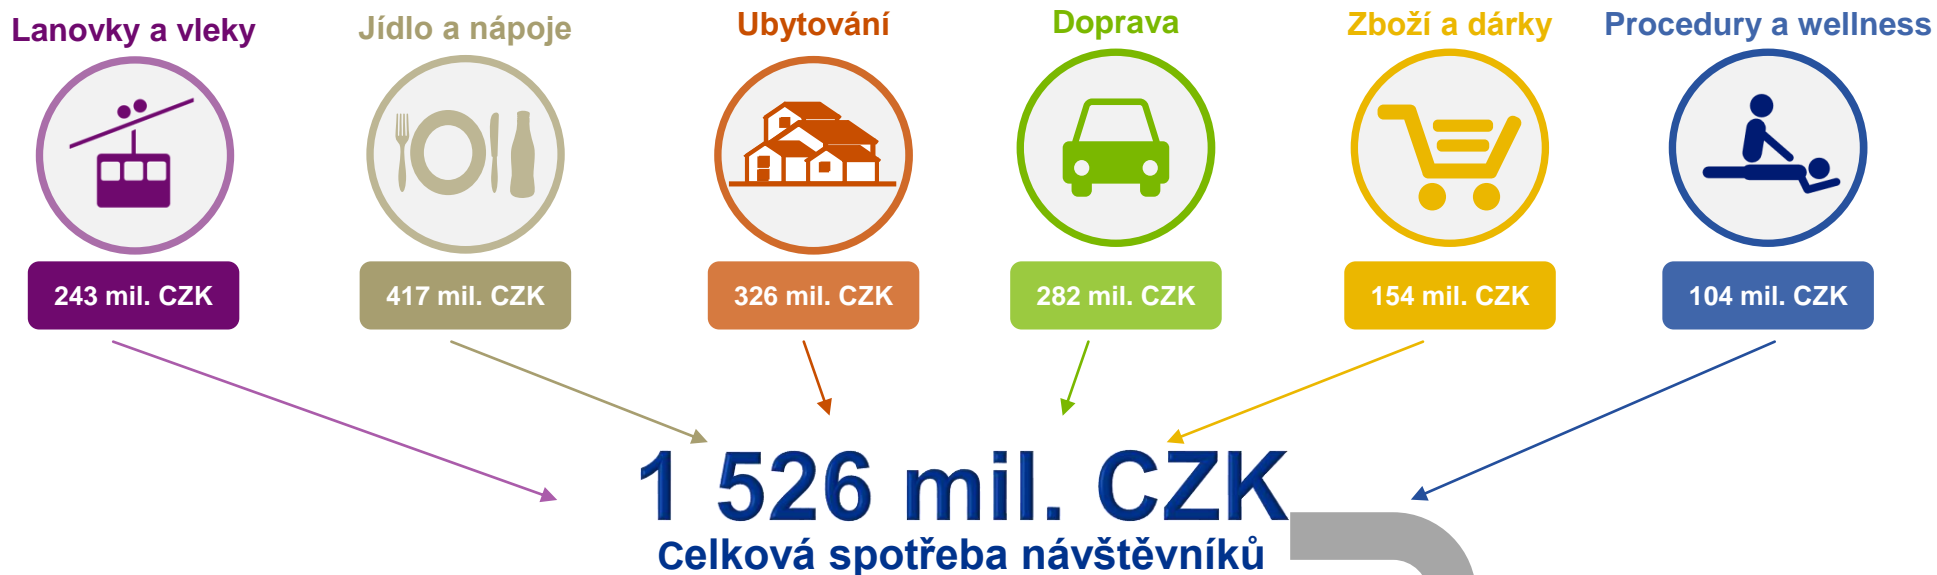 Lanovky a vleky
Jídlo a nápoje
Ubytování
Doprava
Zboží a dárky
Procedury a wellness
243 mil. CZK
417 mil. CZK
326 mil. CZK
282 mil. CZK
154 mil. CZK
104 mil. CZK
1 526 mil. CZK
Celková spotřeba návštěvníků